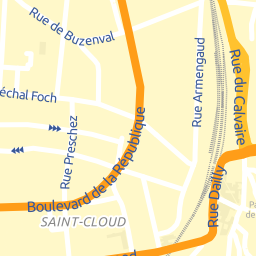 Rue de Buzenval
échal Foch
Rue Armengaud
Rue du Calvaire
Rue Preschez
Boulevard de la République
Rue Dailly
SAINT-CLOUD
Pa